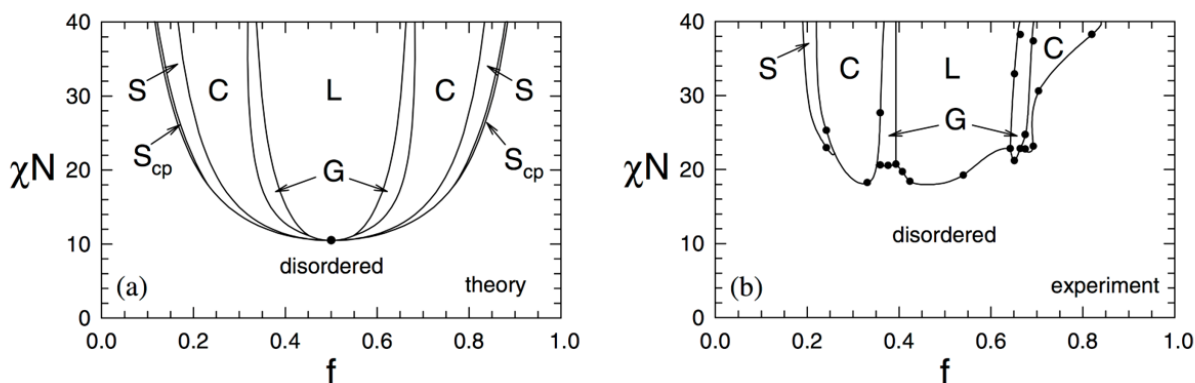 40
30
20
10
0
χN
S
S_cp
C
L
C
S
S_cp
G
disordered
(a)
theory
0.0 0.2 0.4 0.6 0.8 1.0
f
40
30
20
10
0
χN
S
C
L
C
G
disordered
(b)
experiment
0.0 0.2 0.4 0.6 0.8 1.0
f